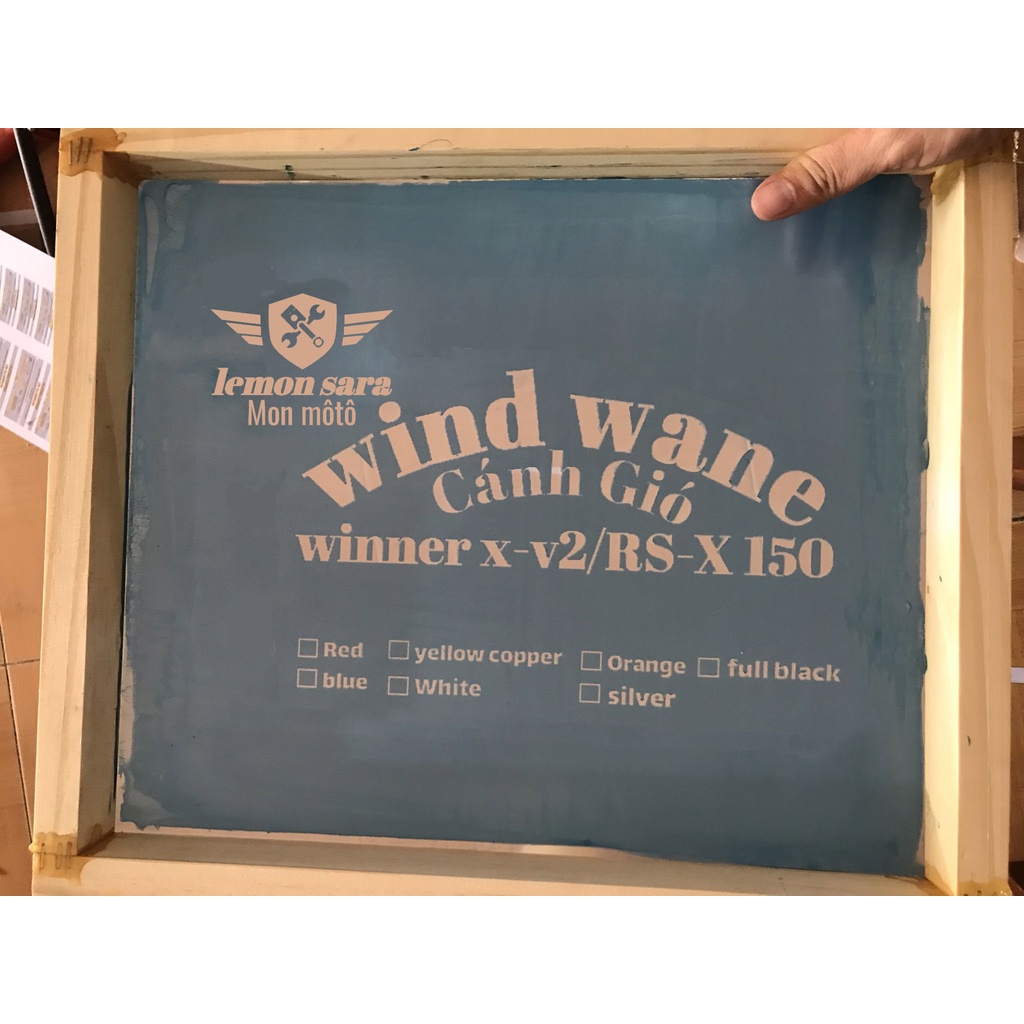 lemon sara
Mon môtô
wind wane
Cánh Gió
winner x-v2/RS-X 150
Red
yellow copper
Orange
full black
blue
White
silver